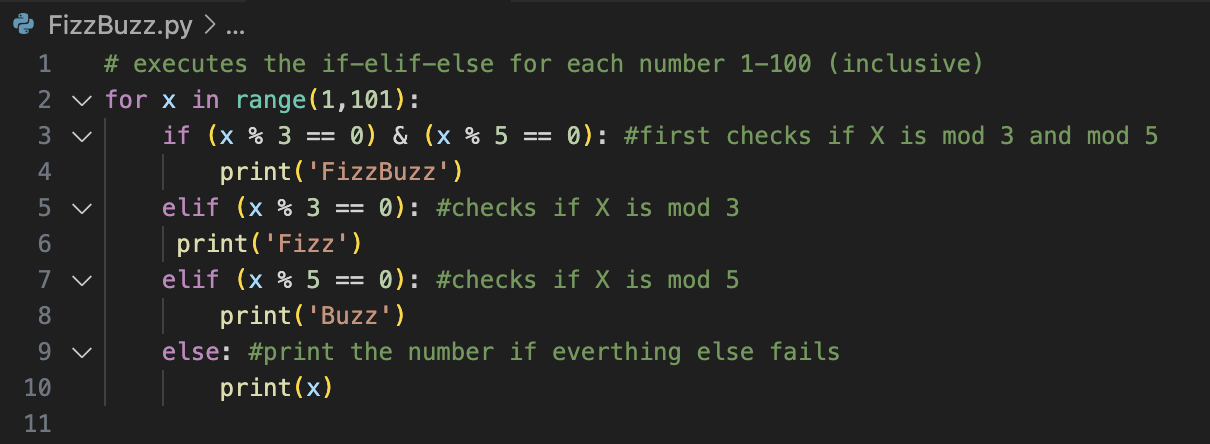 FizzBuzz.py > ...
1 # executes the if-elif-else for each number 1-100 (inclusive)
2 for x in range(1,101):
3     if (x % 3 == 0) & (x % 5 == 0): #first checks if X is mod 3 and mod 5
4         print('FizzBuzz')
5     elif (x % 3 == 0): #checks if X is mod 3
6      print('Fizz')
7     elif (x % 5 == 0): #checks if X is mod 5
8         print('Buzz')
9     else: #print the number if everthing else fails
10         print(x)
11